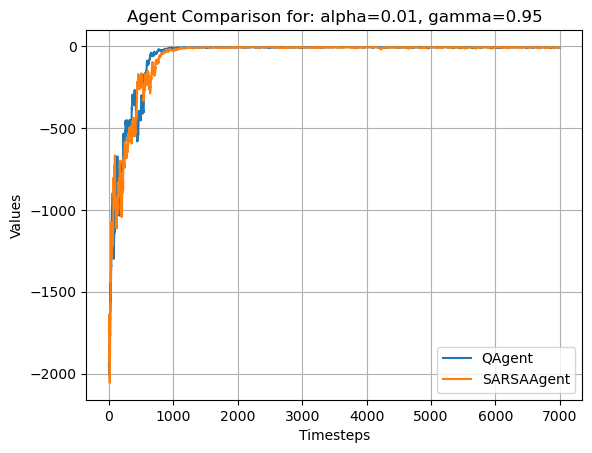 Agent Comparison for: alpha=0.01, gamma=0.95
Values
0
−500
−1000
−1500
−2000
0 1000 2000 3000 4000 5000 6000 7000
Timesteps
QAgent
SARSAAgent